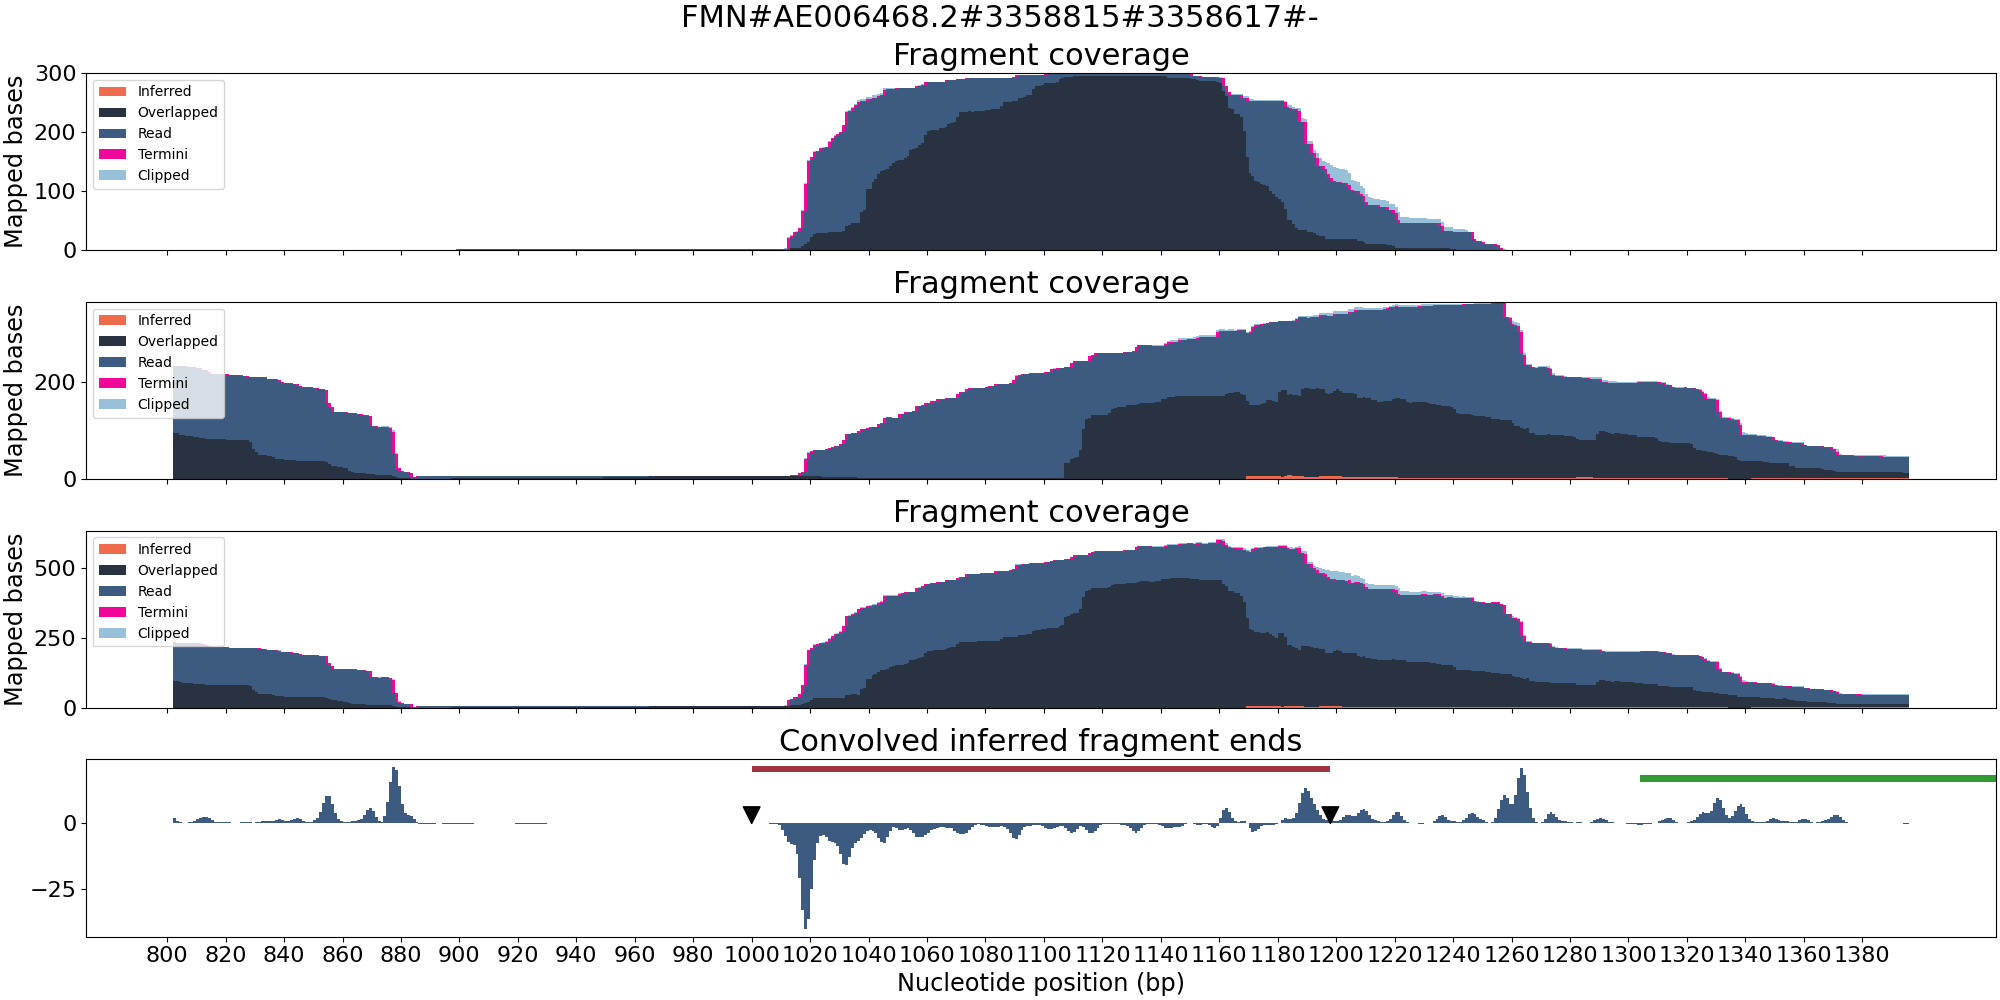 FMN#AE006468.2#3358815#3358617#-
Fragment coverage
Mapped bases
300
200
100
0
Inferred
Overlapped
Read
Termini
Clipped
Fragment coverage
Mapped bases
200
0
Inferred
Overlapped
Read
Termini
Clipped
Fragment coverage
Mapped bases
500
250
0
Inferred
Overlapped
Read
Termini
Clipped
Convolved inferred fragment ends
0
−25
800 820 840 860 880 900 920 940 960 980 1000 1020 1040 1060 1080 1100 1120 1140 1160 1180 1200 1220 1240 1260 1280 1300 1320 1340 1360 1380
Nucleotide position (bp)